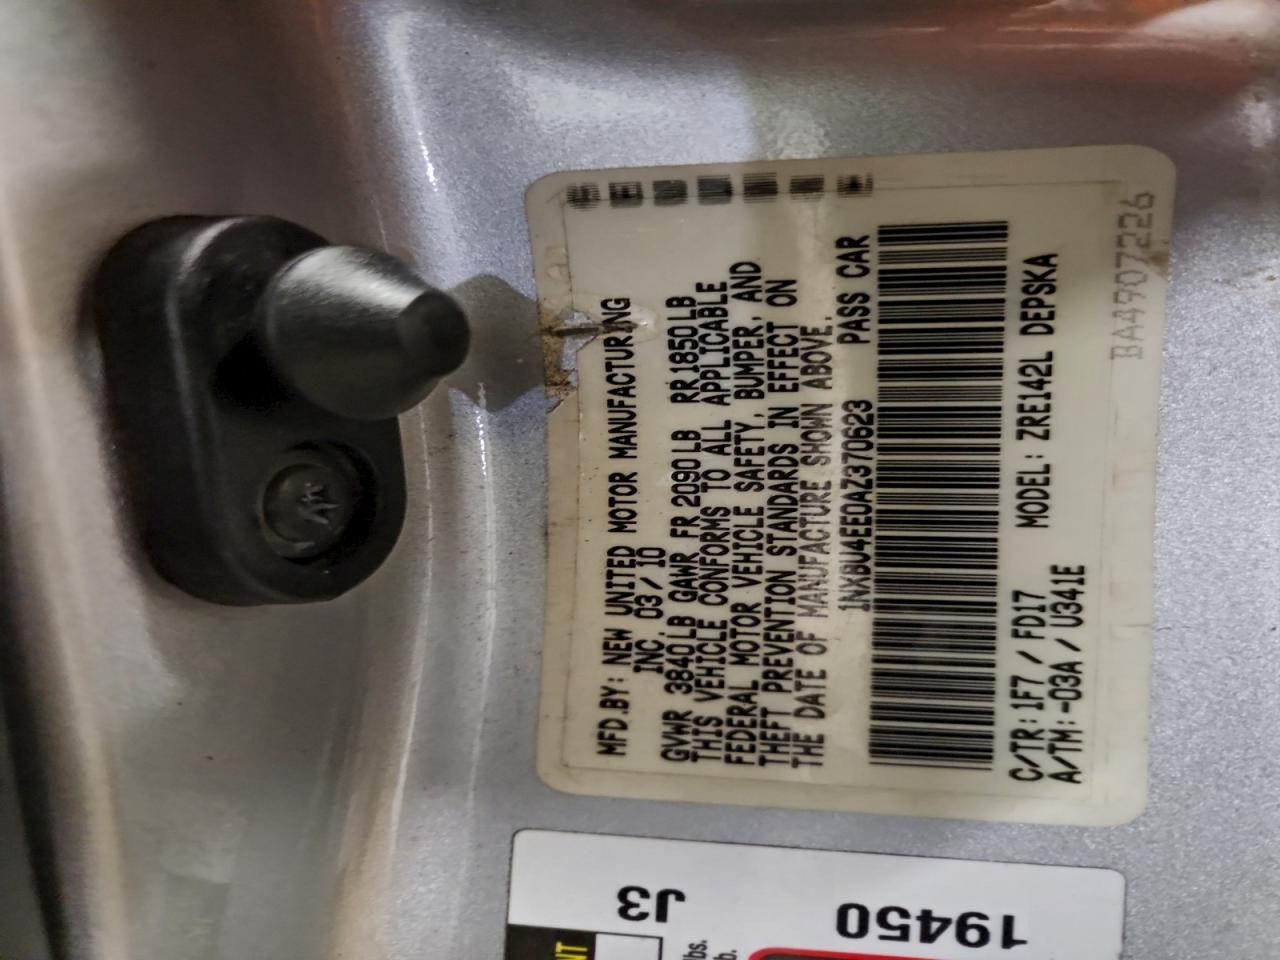 MFD.BY: NEW UNITED MOTOR MANUFACTURING
INC. 03/10
GVWR 3840LB GAWR FR 2090LB RR 1850LB
THIS VEHICLE CONFORMS TO ALL APPLICABLE
FEDERAL MOTOR VEHICLE SAFETY, BUMPER, AND
THEFT PREVENTION STANDARDS IN EFFECT ON
THE DATE OF MANUFACTURE SHOWN ABOVE.
1NXBU4EE0AZ370623 PASS CAR
C/TR: 1F7 / FD17 MODEL: ZRE142L DEPSKA
A/TM:-03A / U341E
BA4907226
J3
19450
lbs.